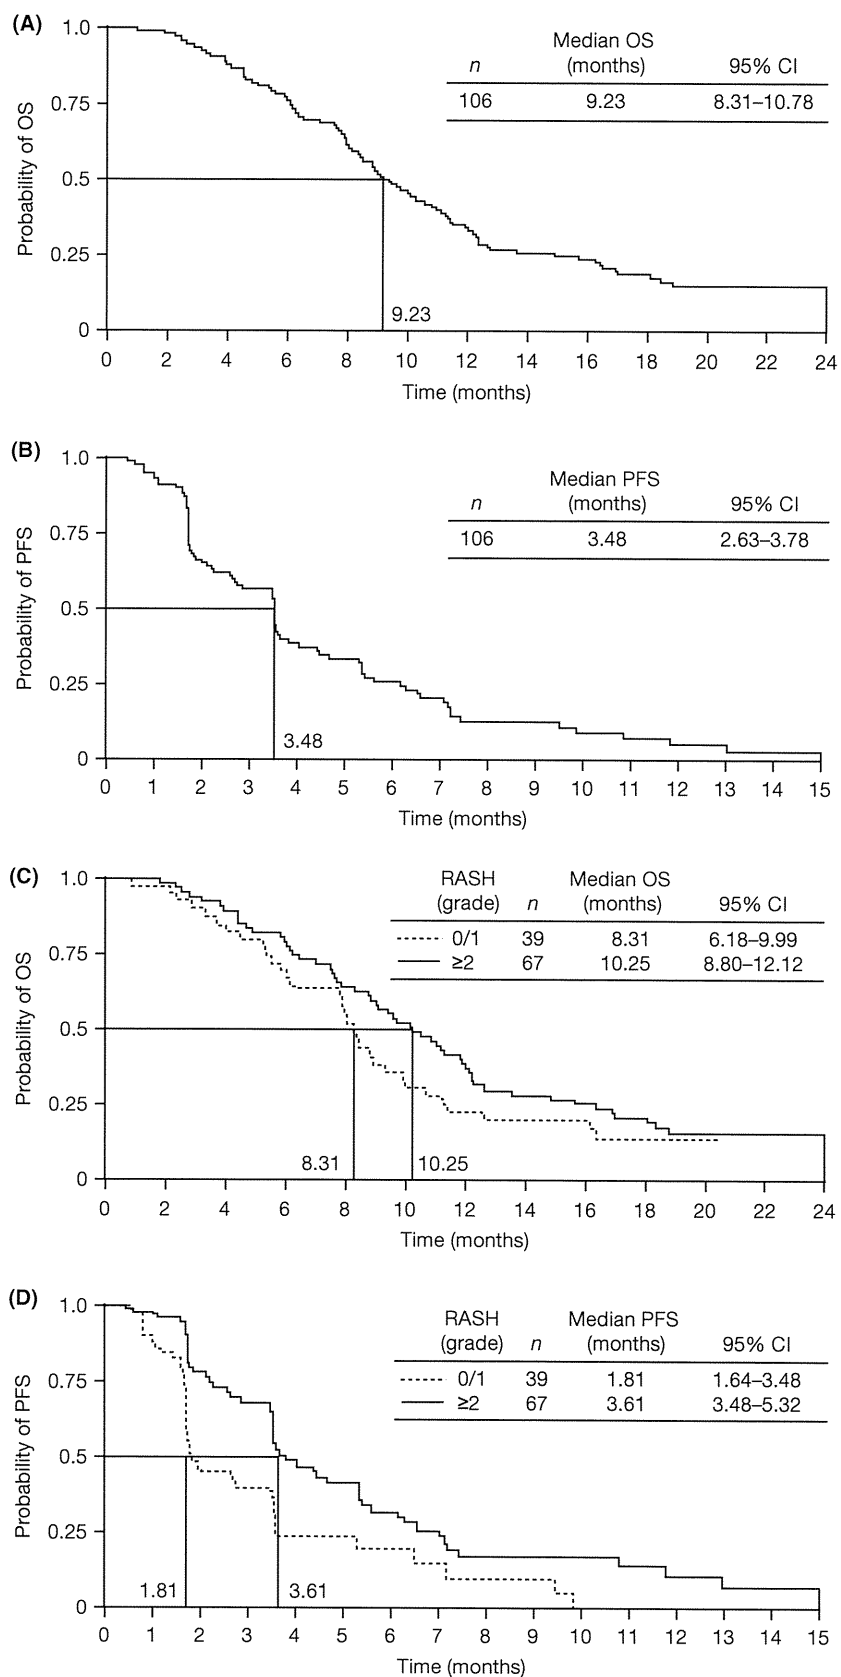 (A)
Probability of OS
1.0
0.75
0.5
0.25
0
Median OS
n (months) 95% CI
106 9.23 8.31–10.78
9.23
0 2 4 6 8 10 12 14 16 18 20 22 24
Time (months)
(B)
Probability of PFS
1.0
0.75
0.5
0.25
0
Median PFS
n (months) 95% CI
106 3.48 2.63–3.78
3.48
0 1 2 3 4 5 6 7 8 9 10 11 12 13 14 15
Time (months)
(C)
Probability of OS
1.0
0.75
0.5
0.25
0
RASH Median OS
(grade) n (months) 95% CI
0/1 39 8.31 6.18–9.99
≥2 67 10.25 8.80–12.12
8.31 10.25
0 2 4 6 8 10 12 14 16 18 20 22 24
Time (months)
(D)
Probability of PFS
1.0
0.75
0.5
0.25
0
RASH Median PFS
(grade) n (months) 95% CI
0/1 39 1.81 1.64–3.48
≥2 67 3.61 3.48–5.32
1.81 3.61
0 1 2 3 4 5 6 7 8 9 10 11 12 13 14 15
Time (months)